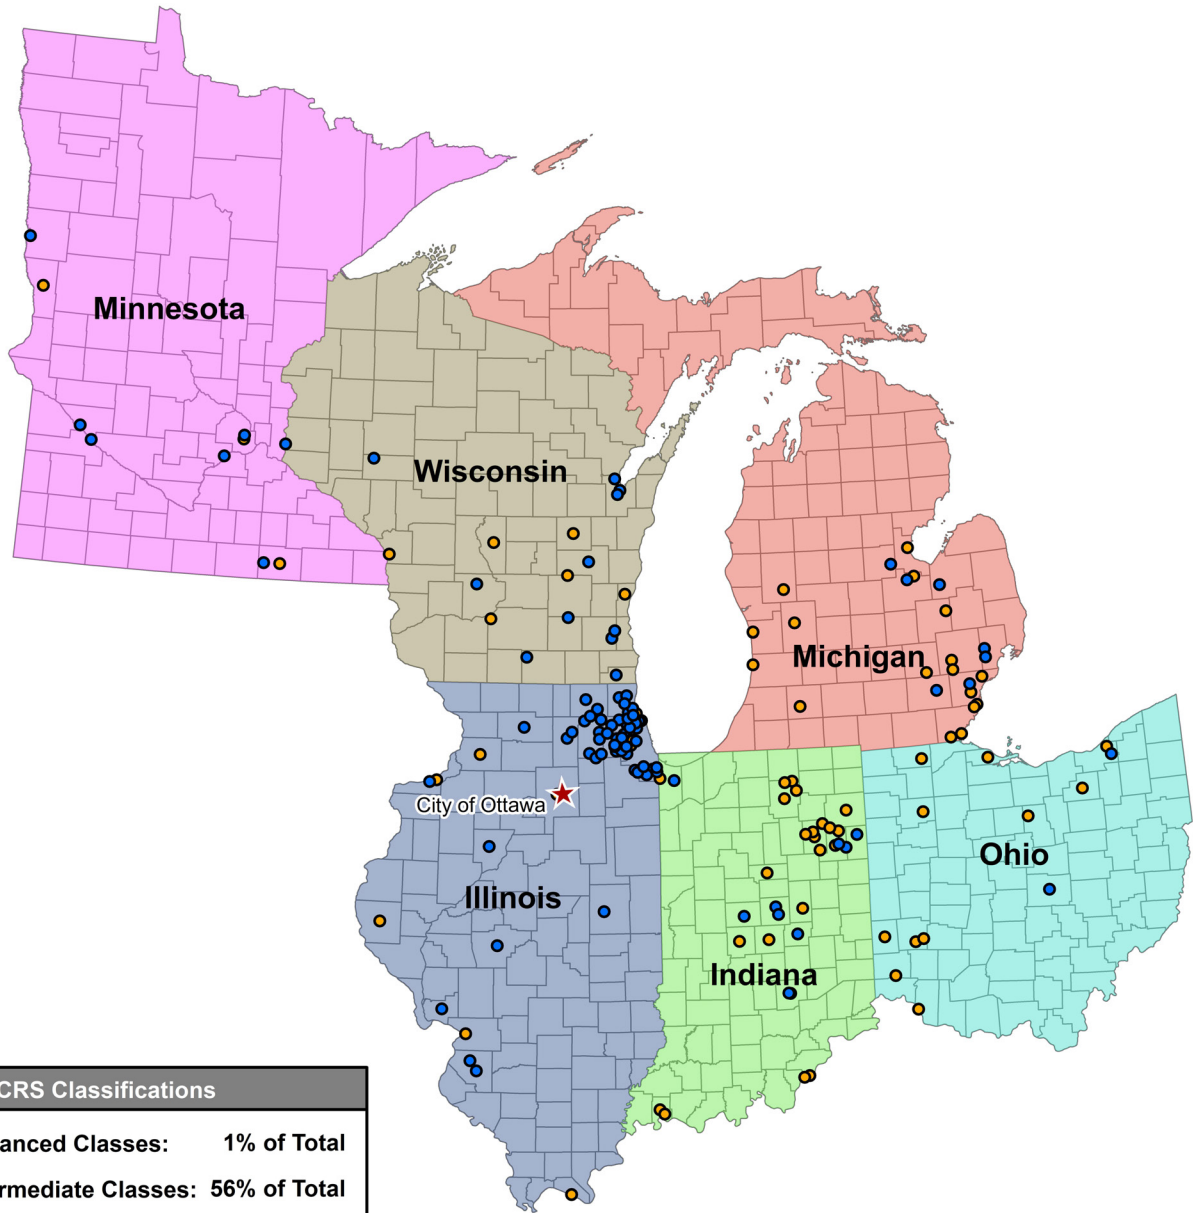 Minnesota
Wisconsin
Michigan
City of Ottawa
Ohio
Illinois
Indiana
CRS Classifications
anced Classes: 1% of Total
rmediate Classes: 56% of Total